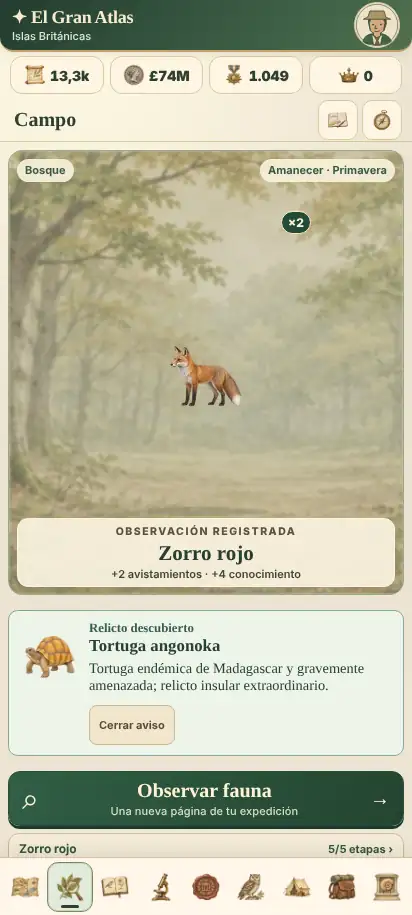 ✦ El Gran Atlas
Islas Británicas
13,3k
£74M
1.049
0
Campo
Bosque
Amanecer · Primavera
×2
OBSERVACIÓN REGISTRADA
Zorro rojo
+2 avistamientos · +4 conocimiento
Relicto descubierto
Tortuga angonoka
Tortuga endémica de Madagascar y gravemente
amenazada; relicto insular extraordinario.
Cerrar aviso
Observar fauna
Una nueva página de tu expedición
→
Zorro rojo
5/5 etapas ›